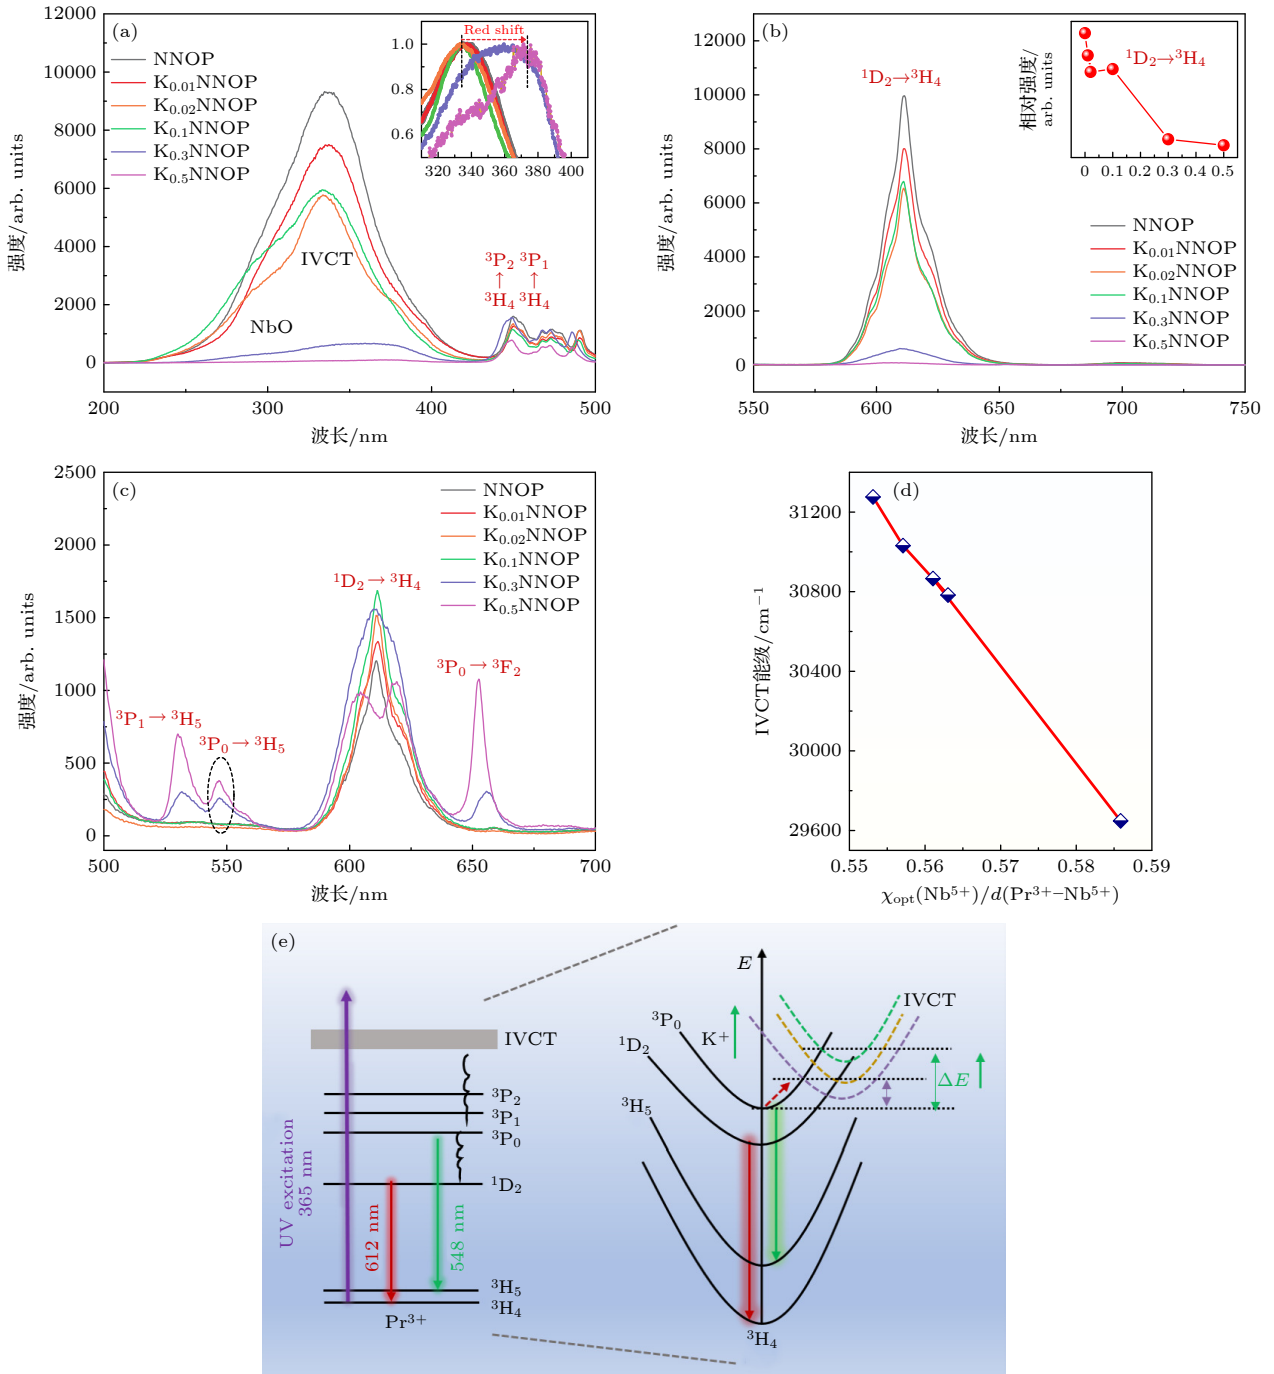 (a)
12000
10000
8000
6000
4000
2000
0
强度/arb. units
NNOP
K0.01NNOP
K0.02NNOP
K0.1NNOP
K0.3NNOP
K0.5NNOP
Red shift
1.0
0.8
0.6
320 340 360 380 400
IVCT
NbO
³P₂ ³P₁
↑ ↑
³H₄ ³H₄
200 300 400 500
波长/nm
(b)
12000
10000
8000
6000
4000
2000
0
强度/arb. units
¹D₂→³H₄
相对强度/
arb. units
¹D₂→³H₄
0 0.1 0.2 0.3 0.4 0.5
NNOP
K0.01NNOP
K0.02NNOP
K0.1NNOP
K0.3NNOP
K0.5NNOP
550 600 650 700 750
波长/nm
(c)
2500
2000
1500
1000
500
0
强度/arb. units
NNOP
K0.01NNOP
K0.02NNOP
K0.1NNOP
K0.3NNOP
K0.5NNOP
¹D₂→³H₄
³P₀→³F₂
³P₁→³H₅
³P₀→³H₅
500 550 600 650 700
波长/nm
(d)
31200
30800
30400
30000
29600
IVCT能级/cm⁻¹
0.55 0.56 0.57 0.58 0.59
χopt(Nb⁵⁺)/d(Pr³⁺−Nb⁵⁺)
(e)
IVCT
³P₂
³P₁
³P₀
¹D₂
³H₅
³H₄
UV excitation
365 nm
612 nm
548 nm
Pr³⁺
E
IVCT
³P₀
K⁺
¹D₂
ΔE
³H₅
³H₄